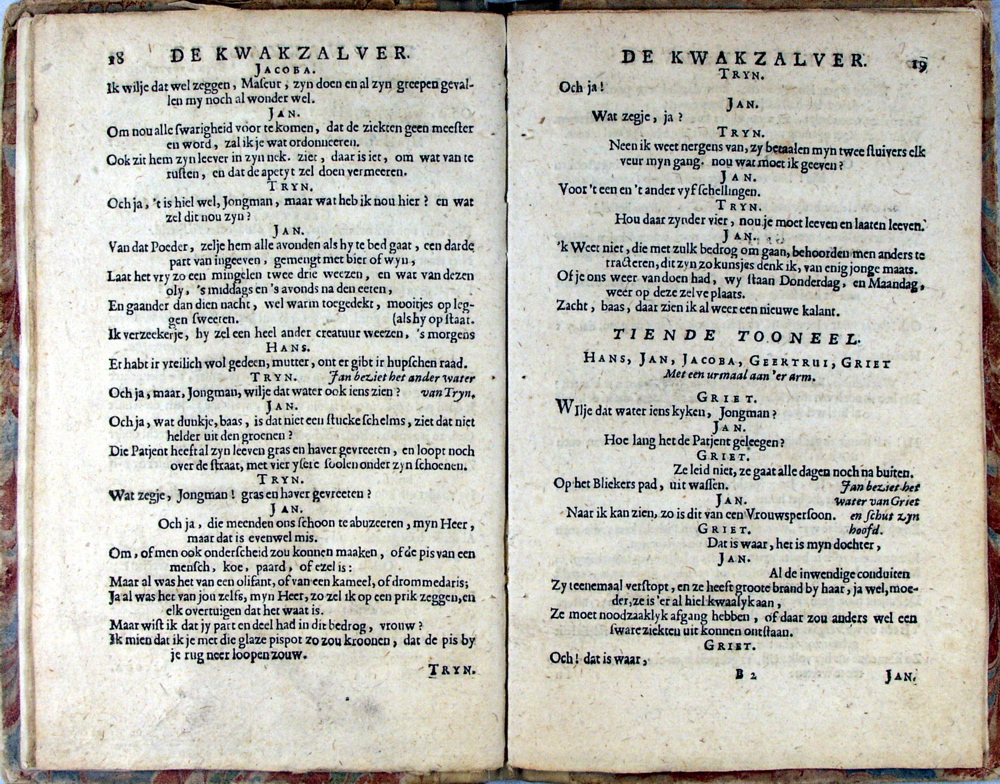 18 DE KWAKZALVER.
JACOBA.
Ik wilje dat wel zeggen, Maseur, zyn doen en al zyn greepen geval-
len my noch al wonder wel.
JAN.
Om nou alle swarigheid voor te komen, dat de ziekten geen meester
en word, zal ik je wat ordonneeren.
Ook zit hem zyn leever in zyn nek. ziet, daar is iet, om wat van te
rusten, en dat de apetyt zel doen vermeeren.
TRYN.
Och ja, 't is hiel wel, Jongman, maar wat heb ik nou hier? en wat
zel dit nou zyn?
JAN.
Van dat Poeder, zelje hem alle avonden als hy te bed gaat, een darde
part van ingeeven, gemengt met bier of wyn,
Laat het vry zo een mingelen twee drie weezen, en wat van dezen
oly, 's middags en 's avonds na den eeten,
En gaander dan dien nacht, wel warm toegedekt, mooitjes op leg-
gen sweeten. (als hy op staat.
Ik verzeekerje, hy zel een heel ander creatuur weezen, 's morgens
HANS.
Er habt ir vreilich wol gedeen, mutter, ont er gibt ir hupschen raad.
TRYN. Jan beziet het ander water
Och ja, maar, Jongman, wilje dat water ook iens zien? van Tryn.
JAN.
Och ja, wat dunkje, baas, is dat niet een stucke schelms, ziet dat niet
helder uit den groenen?
Die Patjent heeft al zyn leeven gras en haver gevreeten, en loopt noch
over de straat, met vier ysere soolen onder zyn schoenen.
TRYN.
Wat zegje, Jongman! gras en haver gevreeten?
JAN.
Och ja, die meenden ons schoon te abuzeeren, myn Heer,
maar dat is evenwel mis.
Om, of men ook onderscheid zou konnen maaken, of de pis van een
mensch, koe, paard, of ezel is:
Maar al was het van een olifant, of van een kameel, of drommedaris;
Ja al was het van jou zelfs, myn Heer, zo zel ik op een prik zeggen, en
elk overtuigen dat het waat is.
Maar wist ik dat jy part en deel had in dit bedrog, vrouw?
Ik mien dat ik je met die glaze pispot zo zou kroonen, dat de pis by
je rug neer loopen zouw.
TRYN.
DE KWAKZALVER. 19
TRYN.
Och ja!
JAN.
Wat zegje, ja?
TRYN.
Neen ik weet nergens van, zy betaalen myn twee stuivers elk
veur myn gang. nou wat moet ik geeven?
JAN.
Voor 't een en 't ander vyf schellingen.
TRYN.
Hou daar zynder vier, nou je moet leeven en laaten leeven.
JAN.
'k Weet niet, die met zulk bedrog om gaan, behoorden men anders te
tracteren, dit zyn zo kunsjes denk ik, van enig jonge maats.
Of je ons weer van doen had, wy staan Donderdag, en Maandag,
weer op deze zelve plaats.
Zacht, baas, daar zien ik al weer een nieuwe kalant.
TIENDE TOONEEL.
HANS, JAN, JACOBA, GEERTRUI, GRIET
Met een urinaal aan 'er arm.
GRIET.
WIlje dat water iens kyken, Jongman?
JAN.
Hoe lang het de Patjent geleegen?
GRIET.
Ze leid niet, ze gaat alle dagen noch na buiten.
Op het Bliekers pad, uit wassen. Jan beziet het
JAN. water van Griet
Naar ik kan zien, zo is dit van een Vrouwspersoon. en schut zyn
GRIET. hoofd.
Dat is waar, het is myn dochter,
JAN.
Al de inwendige conduiten
Zy teenemaal verstopt, en ze heeft groote brand by haar, ja wel, moe-
der, ze is 'er al hiel kwaalyk aan,
Ze moet noodzaaklyk afgang hebben, of daar zou anders wel een
sware ziekten uit konnen ontstaan.
GRIET.
Och! dat is waar,
B 2 JAN.